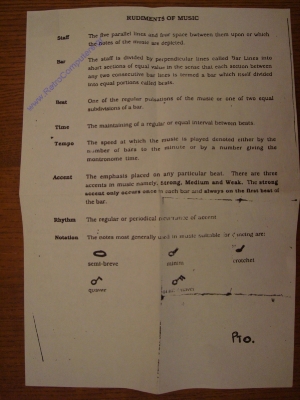 RUDIMENTS OF MUSIC
Staff The five parallel lines and four space between them upon or which
the notes of the music are depicted.
Bar The staff is divided by perpendicular lines called 'Bar Lines into
short sections of equal value in the sense that each section between
any two consecutive bar lines is termed a bar which itself divided
into equal portions called beats.
Beat One of the regular pulsations of the music or one of two equal
subdivisions of a bar.
Time The maintaining of a regular or equal interval between beats.
Tempo The speed at which the music is played denoted either by the
number of bars to the minute or by a number giving the
metronome time.
Accent The emphasis placed on any particular beat. There are three
accents in music namely, Strong, Medium and Weak. The strong
accent only occurs once in each bar and always on the first beat of
the bar.
Rhythm The regular or periodical of accent
Notation The notes most generally used in music suitable for dancing are:
semi-breve minim crotchet
quaver
Pto.